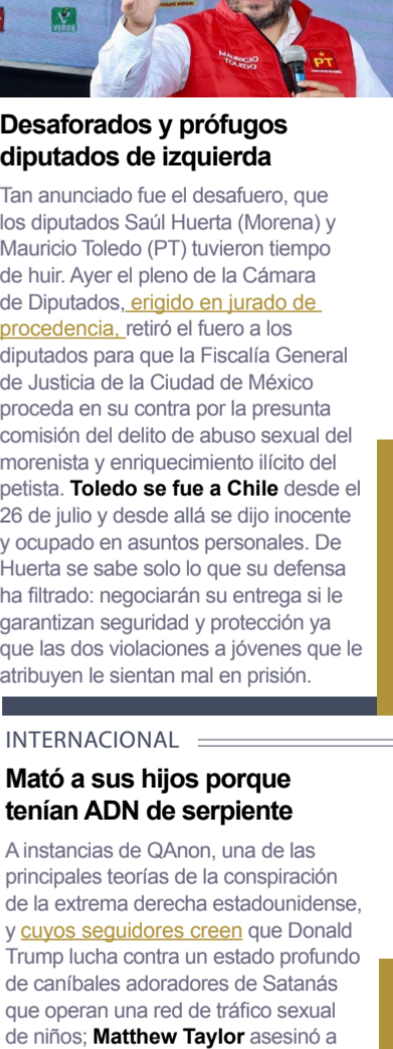 VERDE
MAURICIO
TOLEDO
PT
Desaforados y prófugos
diputados de izquierda
Tan anunciado fue el desafuero, que
los diputados Saúl Huerta (Morena) y
Mauricio Toledo (PT) tuvieron tiempo
de huir. Ayer el pleno de la Cámara
de Diputados, erigido en jurado de
procedencia, retiró el fuero a los
diputados para que la Fiscalía General
de Justicia de la Ciudad de México
proceda en su contra por la presunta
comisión del delito de abuso sexual del
morenista y enriquecimiento ilícito del
petista. Toledo se fue a Chile desde el
26 de julio y desde allá se dijo inocente
y ocupado en asuntos personales. De
Huerta se sabe solo lo que su defensa
ha filtrado: negociarán su entrega si le
garantizan seguridad y protección ya
que las dos violaciones a jóvenes que le
atribuyen le sientan mal en prisión.
INTERNACIONAL
Mató a sus hijos porque
tenían ADN de serpiente
A instancias de QAnon, una de las
principales teorías de la conspiración
de la extrema derecha estadounidense,
y cuyos seguidores creen que Donald
Trump lucha contra un estado profundo
de caníbales adoradores de Satanás
que operan una red de tráfico sexual
de niños; Matthew Taylor asesinó a